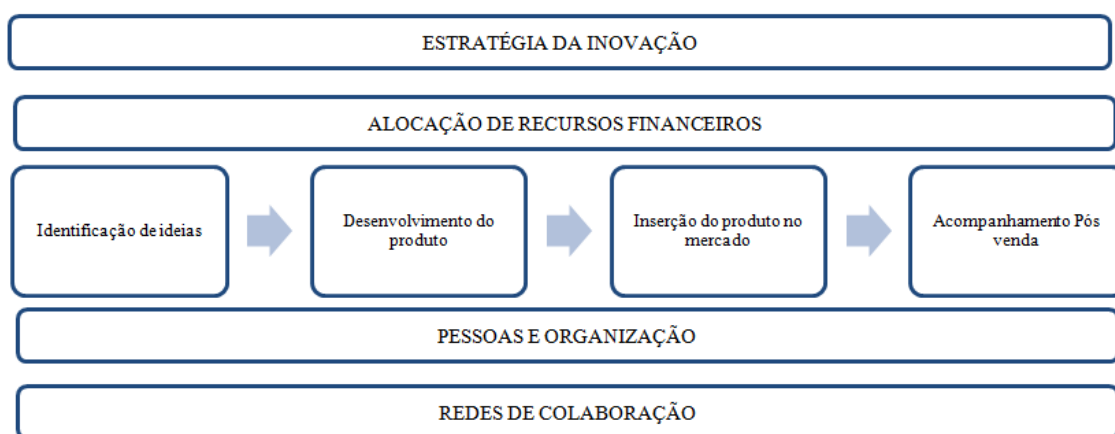 ESTRATÉGIA DA INOVAÇÃO
ALOCAÇÃO DE RECURSOS FINANCEIROS
Identificação de ideias
Desenvolvimento do
produto
Inserção do produto no
mercado
Acompanhamento Pós
venda
PESSOAS E ORGANIZAÇÃO
REDES DE COLABORAÇÃO